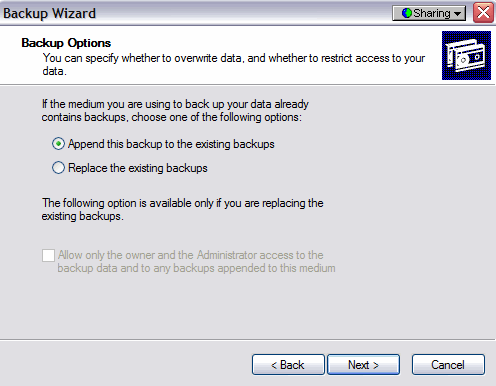 Backup Wizard
Sharing
Backup Options
You can specify whether to overwrite data, and whether to restrict access to your
data.
If the medium you are using to back up your data already
contains backups, choose one of the following options:
Append this backup to the existing backups
Replace the existing backups
The following option is available only if you are replacing the
existing backups.
Allow only the owner and the Administrator access to the
backup data and to any backups appended to this medium
< Back
Next >
Cancel